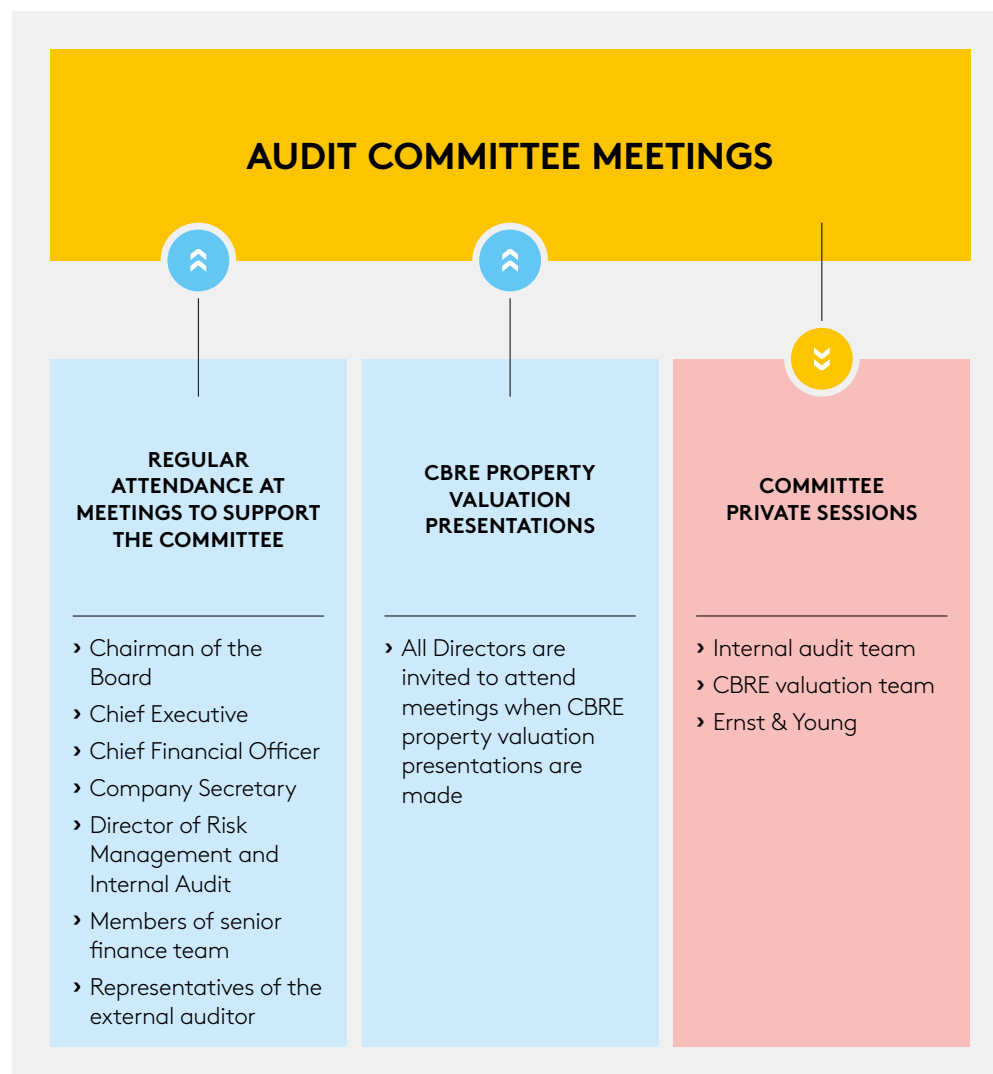 AUDIT COMMITTEE MEETINGS
REGULAR
ATTENDANCE AT
MEETINGS TO SUPPORT
THE COMMITTEE
› Chairman of the
Board
› Chief Executive
› Chief Financial Officer
› Company Secretary
› Director of Risk
Management and
Internal Audit
› Members of senior
finance team
› Representatives of the
external auditor
CBRE PROPERTY
VALUATION
PRESENTATIONS
› All Directors are
invited to attend
meetings when CBRE
property valuation
presentations are
made
COMMITTEE
PRIVATE SESSIONS
› Internal audit team
› CBRE valuation team
› Ernst & Young